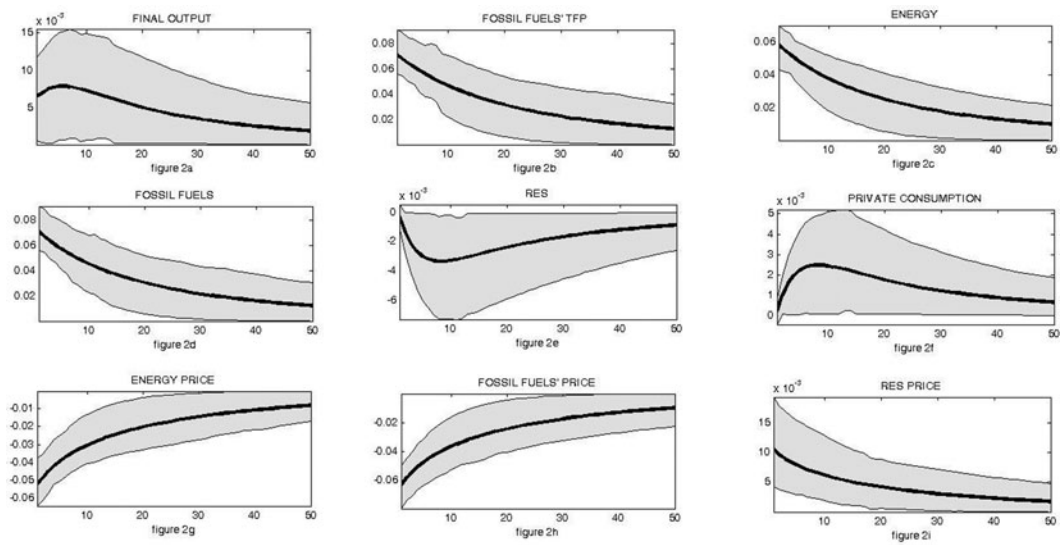 FINAL OUTPUT
x 10⁻³
15
10
5
10 20 30 40 50
figure 2a
FOSSIL FUELS' TFP
0.08
0.06
0.04
0.02
10 20 30 40 50
figure 2b
ENERGY
0.06
0.04
0.02
10 20 30 40 50
figure 2c
FOSSIL FUELS
0.08
0.06
0.04
0.02
10 20 30 40 50
figure 2d
RES
x 10⁻³
0
-2
-4
-6
10 20 30 40 50
figure 2e
PRIVATE CONSUMPTION
x 10⁻³
5
4
3
2
1
0
10 20 30 40 50
figure 2f
ENERGY PRICE
-0.01
-0.02
-0.03
-0.04
-0.05
-0.06
10 20 30 40 50
figure 2g
FOSSIL FUELS' PRICE
-0.02
-0.04
-0.06
10 20 30 40 50
figure 2h
RES PRICE
x 10⁻³
15
10
5
10 20 30 40 50
figure 2i